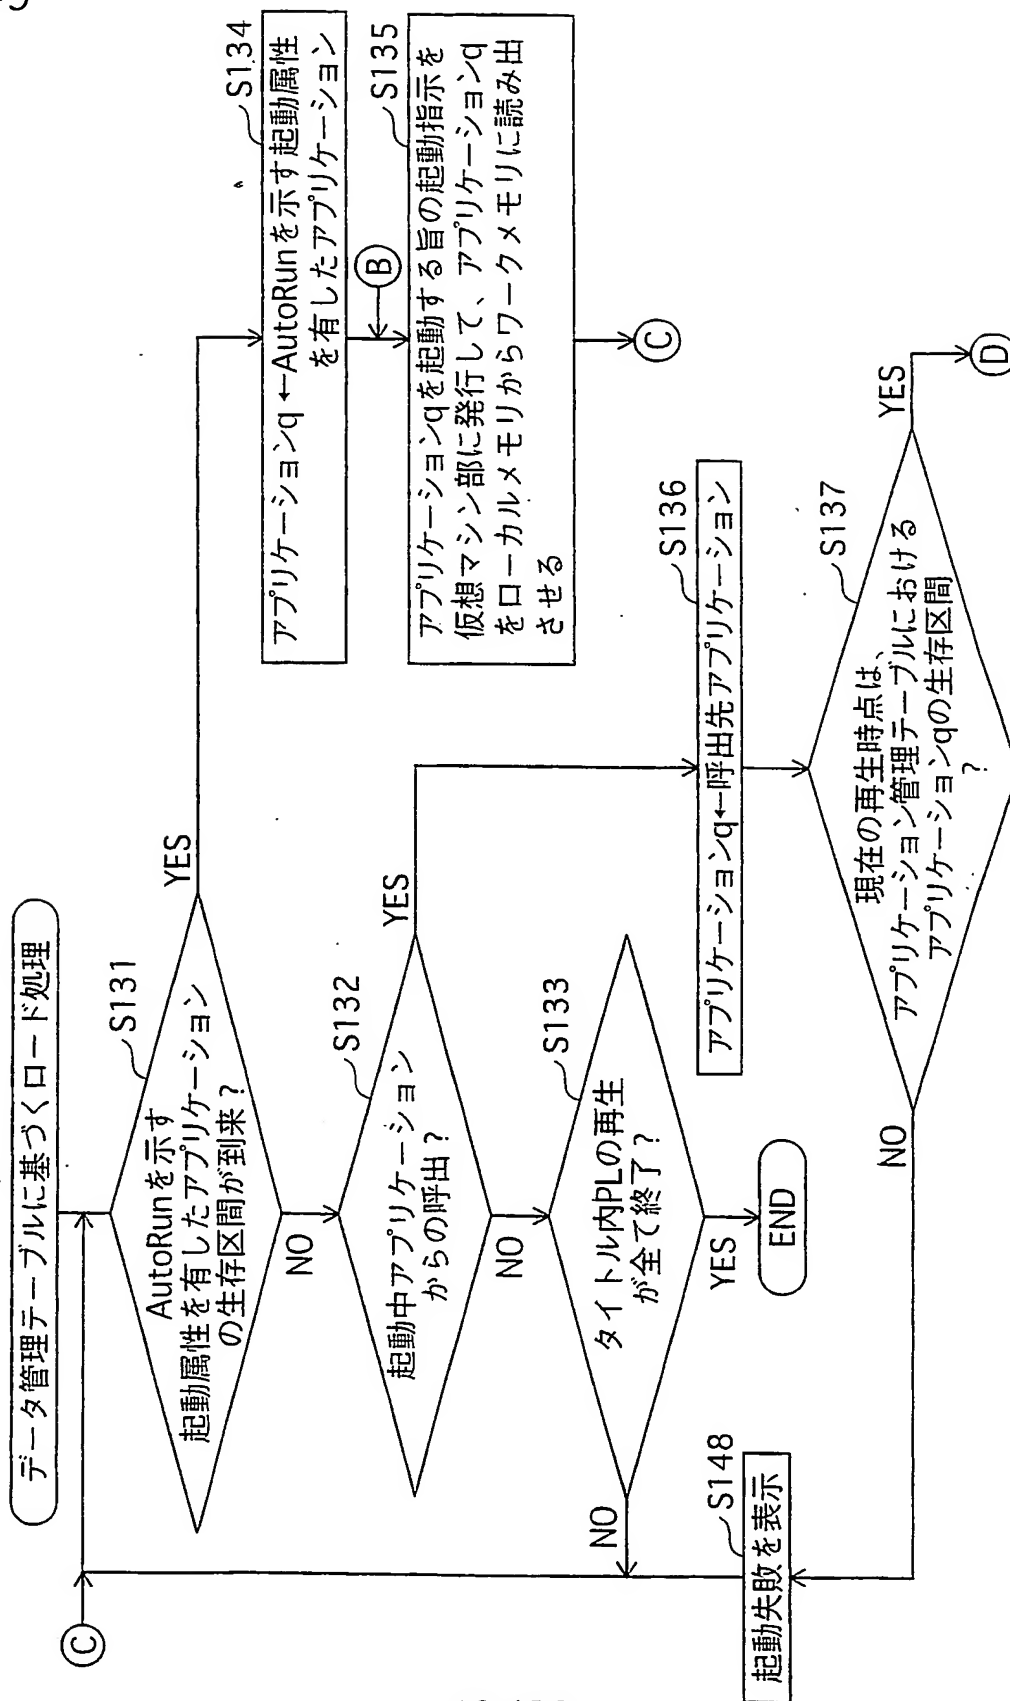 データ管理テーブルに基づくロード処理
C
S131
AutoRunを示す
起動属性を有したアプリケーション
の生存区間が到来?
YES
NO
S132
起動中アプリケーション
からの呼出?
YES
NO
S133
タイトル内PLの再生
が全て終了?
NO
YES
END
S134
アプリケーションq←AutoRunを示す起動属性
を有したアプリケーション
B
S135
アプリケーションqを起動する旨の起動指示を
仮想マシン部に発行して、アプリケーションq
をローカルメモリからワークメモリに読み出
させる
C
S136
アプリケーションq←呼出先アプリケーション
S137
現在の再生時点は、
アプリケーション管理テーブルにおける
アプリケーションqの生存区間
?
YES
D
NO
S148
起動失敗を表示